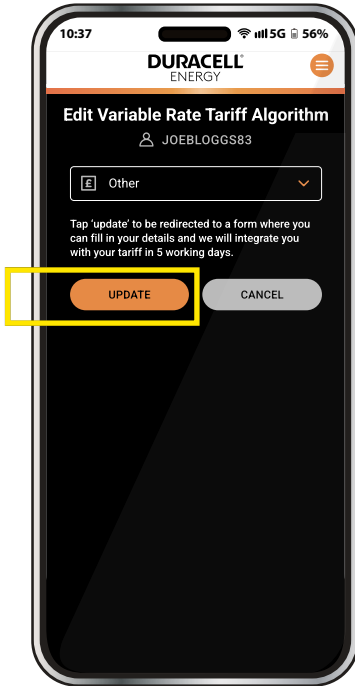 10:37 5G 56%
DURACELL
ENERGY
Edit Variable Rate Tariff Algorithm
JOEBLOGGS83
£ Other
Tap ‘update’ to be redirected to a form where you
can fill in your details and we will integrate you
with your tariff in 5 working days.
UPDATE CANCEL